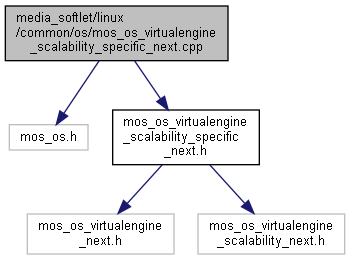 media_softlet/linux
/common/os/mos_os_virtualengine
_scalability_specific_next.cpp
mos_os.h
mos_os_virtualengine
_scalability_specific
_next.h
mos_os_virtualengine
_next.h
mos_os_virtualengine
_scalability_next.h